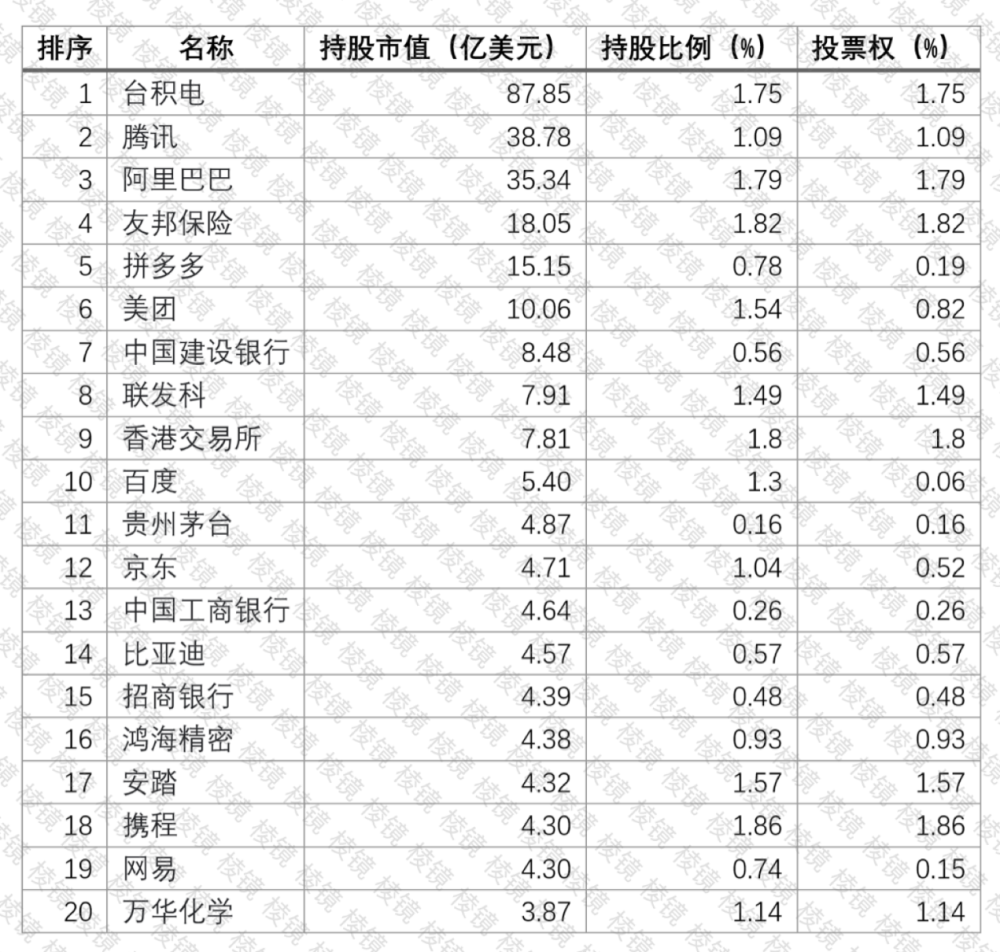 排序 名称 持股市值（亿美元） 持股比例（%） 投票权（%）
1 台积电 87.85 1.75 1.75
2 腾讯 38.78 1.09 1.09
3 阿里巴巴 35.34 1.79 1.79
4 友邦保险 18.05 1.82 1.82
5 拼多多 15.15 0.78 0.19
6 美团 10.06 1.54 0.82
7 中国建设银行 8.48 0.56 0.56
8 联发科 7.91 1.49 1.49
9 香港交易所 7.81 1.8 1.8
10 百度 5.40 1.3 0.06
11 贵州茅台 4.87 0.16 0.16
12 京东 4.71 1.04 0.52
13 中国工商银行 4.64 0.26 0.26
14 比亚迪 4.57 0.57 0.57
15 招商银行 4.39 0.48 0.48
16 鸿海精密 4.38 0.93 0.93
17 安踏 4.32 1.57 1.57
18 携程 4.30 1.86 1.86
19 网易 4.30 0.74 0.15
20 万华化学 3.87 1.14 1.14
棱镜